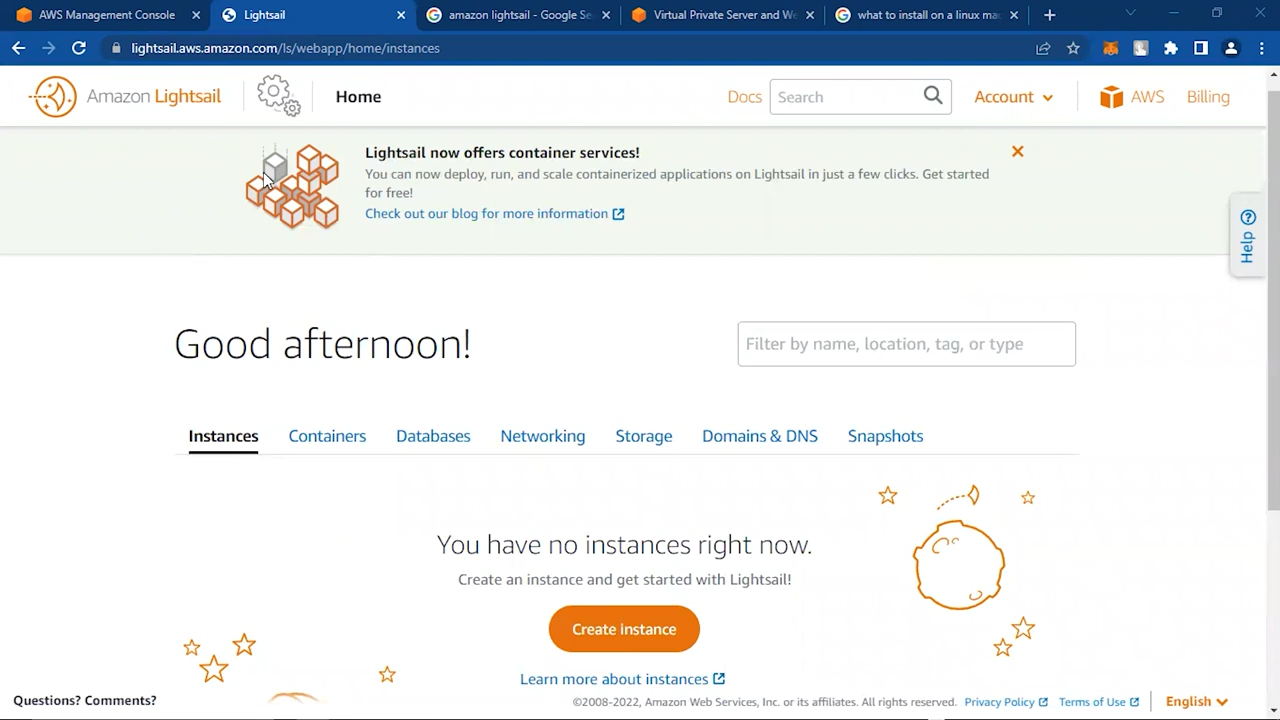 AWS Management Console
Lightsail
amazon lightsail - Google Se
Virtual Private Server and We
what to install on a linux mac
lightsail.aws.amazon.com/ls/webapp/home/instances
Amazon Lightsail
Home
Docs
Search
Account
AWS
Billing
Lightsail now offers container services!
You can now deploy, run, and scale containerized applications on Lightsail in just a few clicks. Get started
for free!
Check out our blog for more information
Help
Good afternoon!
Filter by name, location, tag, or type
Instances
Containers
Databases
Networking
Storage
Domains & DNS
Snapshots
You have no instances right now.
Create an instance and get started with Lightsail!
Create instance
Learn more about instances
Questions? Comments?
©2008-2022, Amazon Web Services, Inc. or its affiliates. All rights reserved.
Privacy Policy
Terms of Use
English